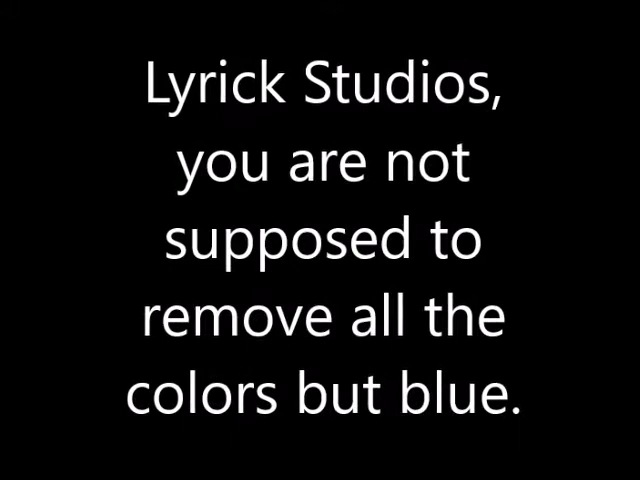 Lyrick Studios,
you are not
supposed to
remove all the
colors but blue.